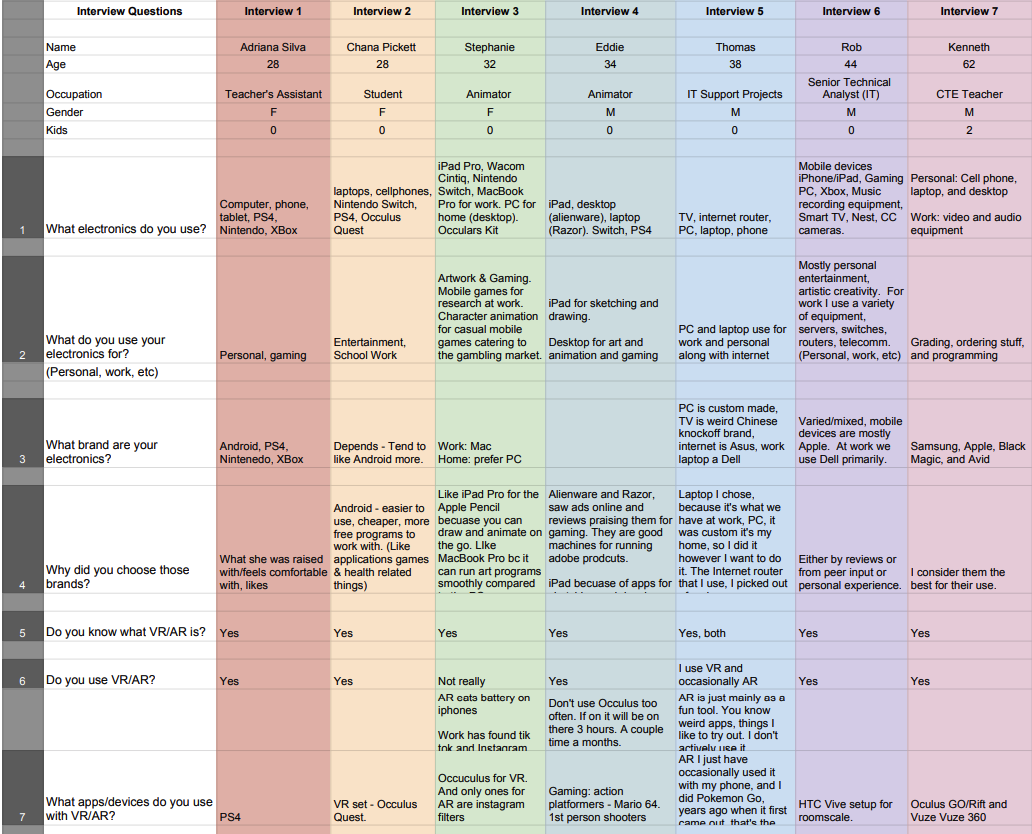 Interview Questions Interview 1 Interview 2 Interview 3 Interview 4 Interview 5 Interview 6 Interview 7
Name Adriana Silva Chana Pickett Stephanie Eddie Thomas Rob Kenneth
Age 28 28 32 34 38 44 62
Occupation Teacher's Assistant Student Animator Animator IT Support Projects Senior Technical Analyst (IT) CTE Teacher
Gender F F F M M M M
Kids 0 0 0 0 0 0 2
1 What electronics do you use?
Computer, phone,
tablet, PS4,
Nintendo, XBox
laptops, cellphones,
Nintendo Switch,
PS4, Occulus
Quest
iPad Pro, Wacom
Cintiq, Nintendo
Switch, MacBook
Pro for work. PC for
home (desktop).
Occulars Kit
iPad, desktop
(alienware), laptop
(Razor). Switch, PS4
TV, internet router,
PC, laptop, phone
Mobile devices
iPhone/iPad, Gaming
PC, Xbox, Music
recording equipment,
Smart TV, Nest, CC
cameras.
Personal: Cell phone,
laptop, and desktop
Work: video and audio
equipment
2 What do you use your
electronics for?
(Personal, work, etc)
Personal, gaming
Entertainment,
School Work
Artwork & Gaming.
Mobile games for
research at work.
Character animation
for casual mobile
games catering to
the gambling market.
iPad for sketching and
drawing.
Desktop for art and
animation and gaming
PC and laptop use for
work and personal
along with internet
Mostly personal
entertainment,
artistic creativity. For
work I use a variety
of equipment,
servers, switches,
routers, telecomm.
(Personal, work, etc)
Grading, ordering stuff,
and programming
3 What brand are your
electronics?
Android, PS4,
Nintenedo, XBox
Depends - Tend to
like Android more.
Work: Mac
Home: prefer PC
PC is custom made,
TV is weird Chinese
knockoff brand,
internet is Asus, work
laptop a Dell
Varied/mixed, mobile
devices are mostly
Apple. At work we
use Dell primarily.
Samsung, Apple, Black
Magic, and Avid
4 Why did you choose those
brands?
What she was raised
with/feels comfortable
with, likes
Android - easier to
use, cheaper, more
free programs to
work with. (Like
applications games
& health related
things)
Like iPad Pro for the
Apple Pencil
becuase you can
draw and animate on
the go. LIke
MacBook Pro bc it
can run art programs
smoothly compared
Alienware and Razor,
saw ads online and
reviews praising them for
gaming. They are good
machines for running
adobe prodcuts.
iPad becuase of apps for
Laptop I chose,
because it's what we
have at work, PC, it
was custom it's my
home, so I did it
however I want to do
it. The Internet router
that I use, I picked out
Either by reviews or
from peer input or
personal experience.
I consider them the
best for their use.
5 Do you know what VR/AR is? Yes Yes Yes Yes Yes, both Yes Yes
6 Do you use VR/AR? Yes Yes Not really Yes I use VR and occasionally AR Yes Yes
AR eats battery on
iphones
Work has found tik
tok and Instagram
Don't use Occulus too
often. If on it will be on
there 3 hours. A couple
time a months.
AR is just mainly as a
fun tool. You know
weird apps, things I
like to try out. I don't
actively use it
7 What apps/devices do you use
with VR/AR?
PS4
VR set - Occulus
Quest.
Occuculus for VR.
And only ones for
AR are instagram
filters
Gaming: action
platformers - Mario 64.
1st person shooters
AR I just have
occasionally used it
with my phone, and I
did Pokemon Go,
years ago when it first
came out, that's the
HTC Vive setup for
roomscale.
Oculus GO/Rift and
Vuze Vuze 360